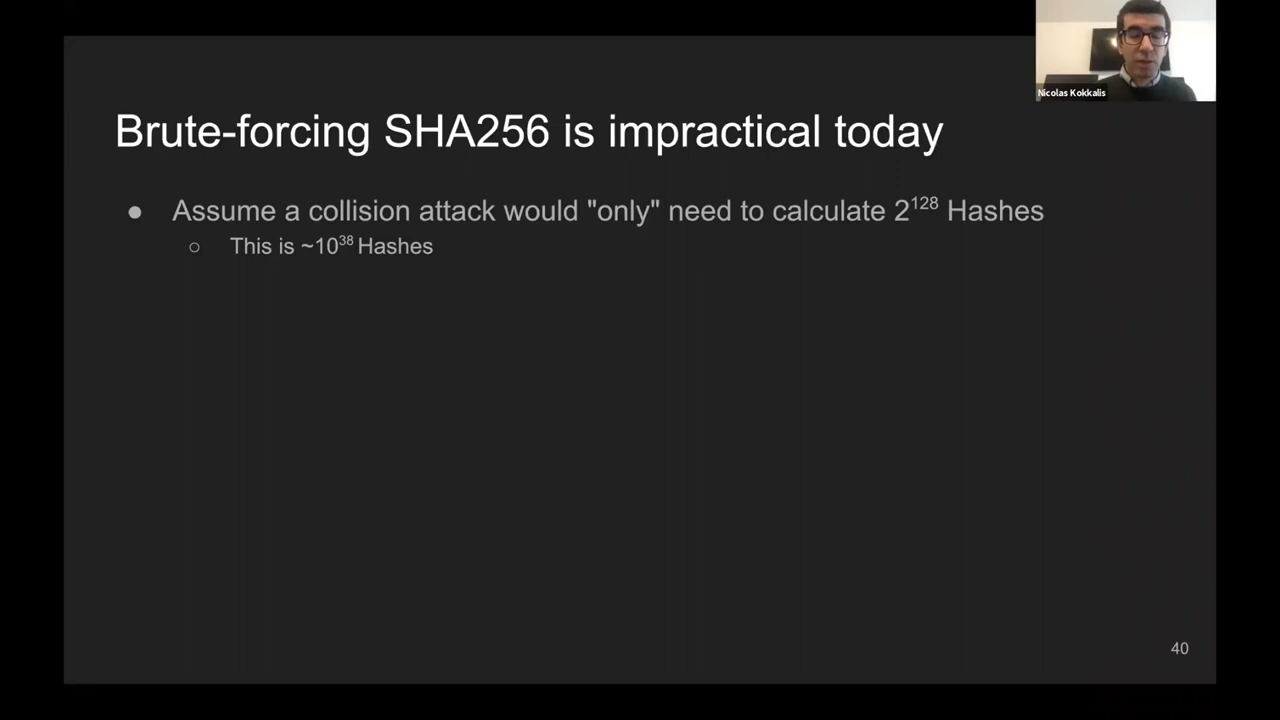 Nicolas Kokkalis
Brute-forcing SHA256 is impractical today
● Assume a collision attack would "only" need to calculate 2¹²⁸ Hashes
○ This is ~10³⁸ Hashes
40